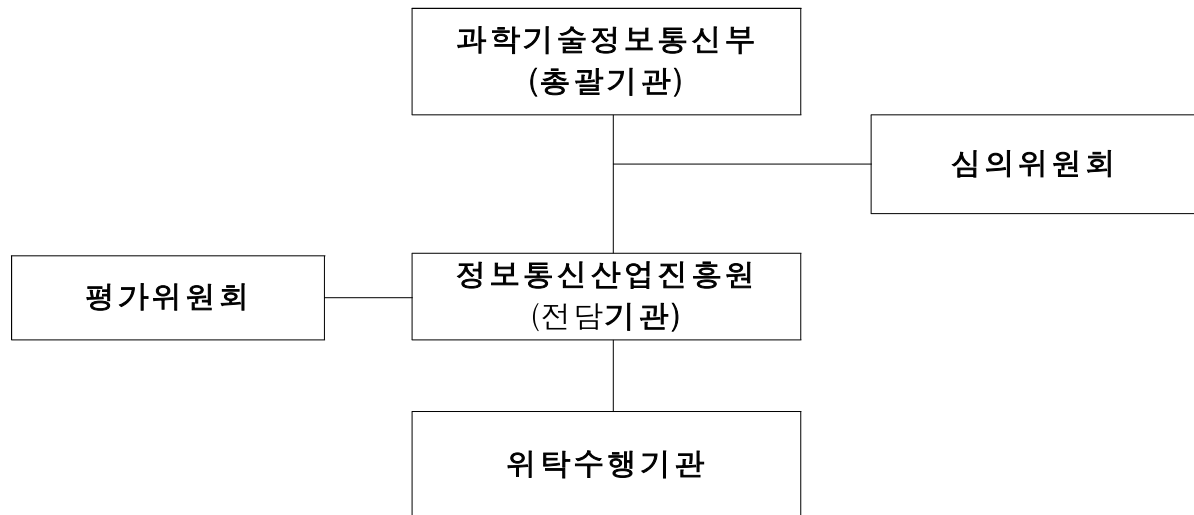 과학기술정보통신부
(총괄기관)
심의위원회
평가위원회
정보통신산업진흥원
(전담기관)
위탁수행기관